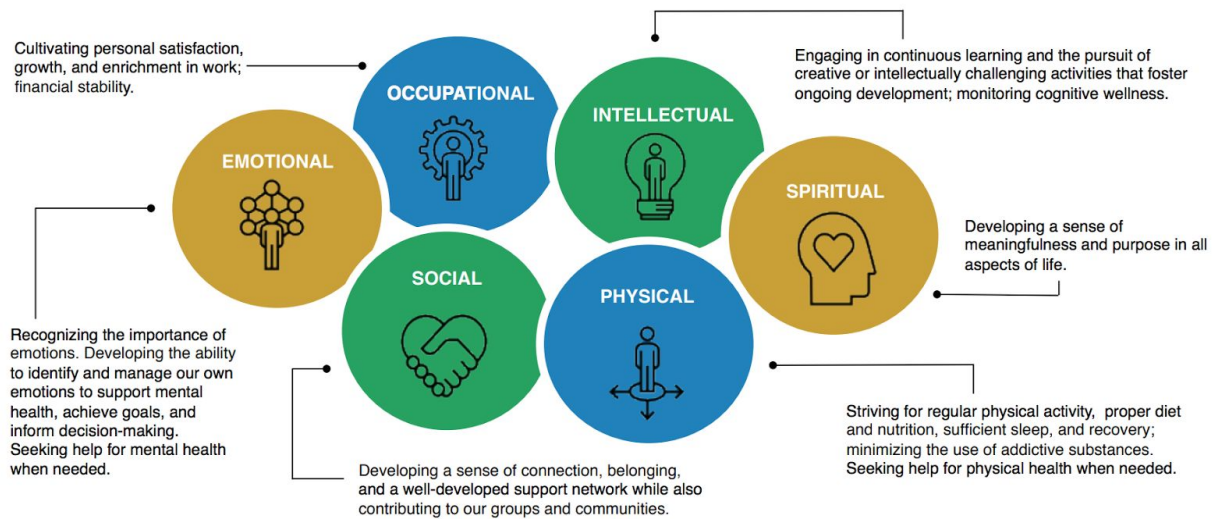 Cultivating personal satisfaction,
growth, and enrichment in work;
financial stability.
OCCUPATIONAL
Engaging in continuous learning and the pursuit of
creative or intellectually challenging activities that foster
ongoing development; monitoring cognitive wellness.
INTELLECTUAL
EMOTIONAL
SPIRITUAL
Developing a sense of
meaningfulness and purpose in all
aspects of life.
SOCIAL
PHYSICAL
Recognizing the importance of
emotions. Developing the ability
to identify and manage our own
emotions to support mental
health, achieve goals, and
inform decision-making.
Seeking help for mental health
when needed.
Developing a sense of connection, belonging,
and a well-developed support network while also
contributing to our groups and communities.
Striving for regular physical activity, proper diet
and nutrition, sufficient sleep, and recovery;
minimizing the use of addictive substances.
Seeking help for physical health when needed.